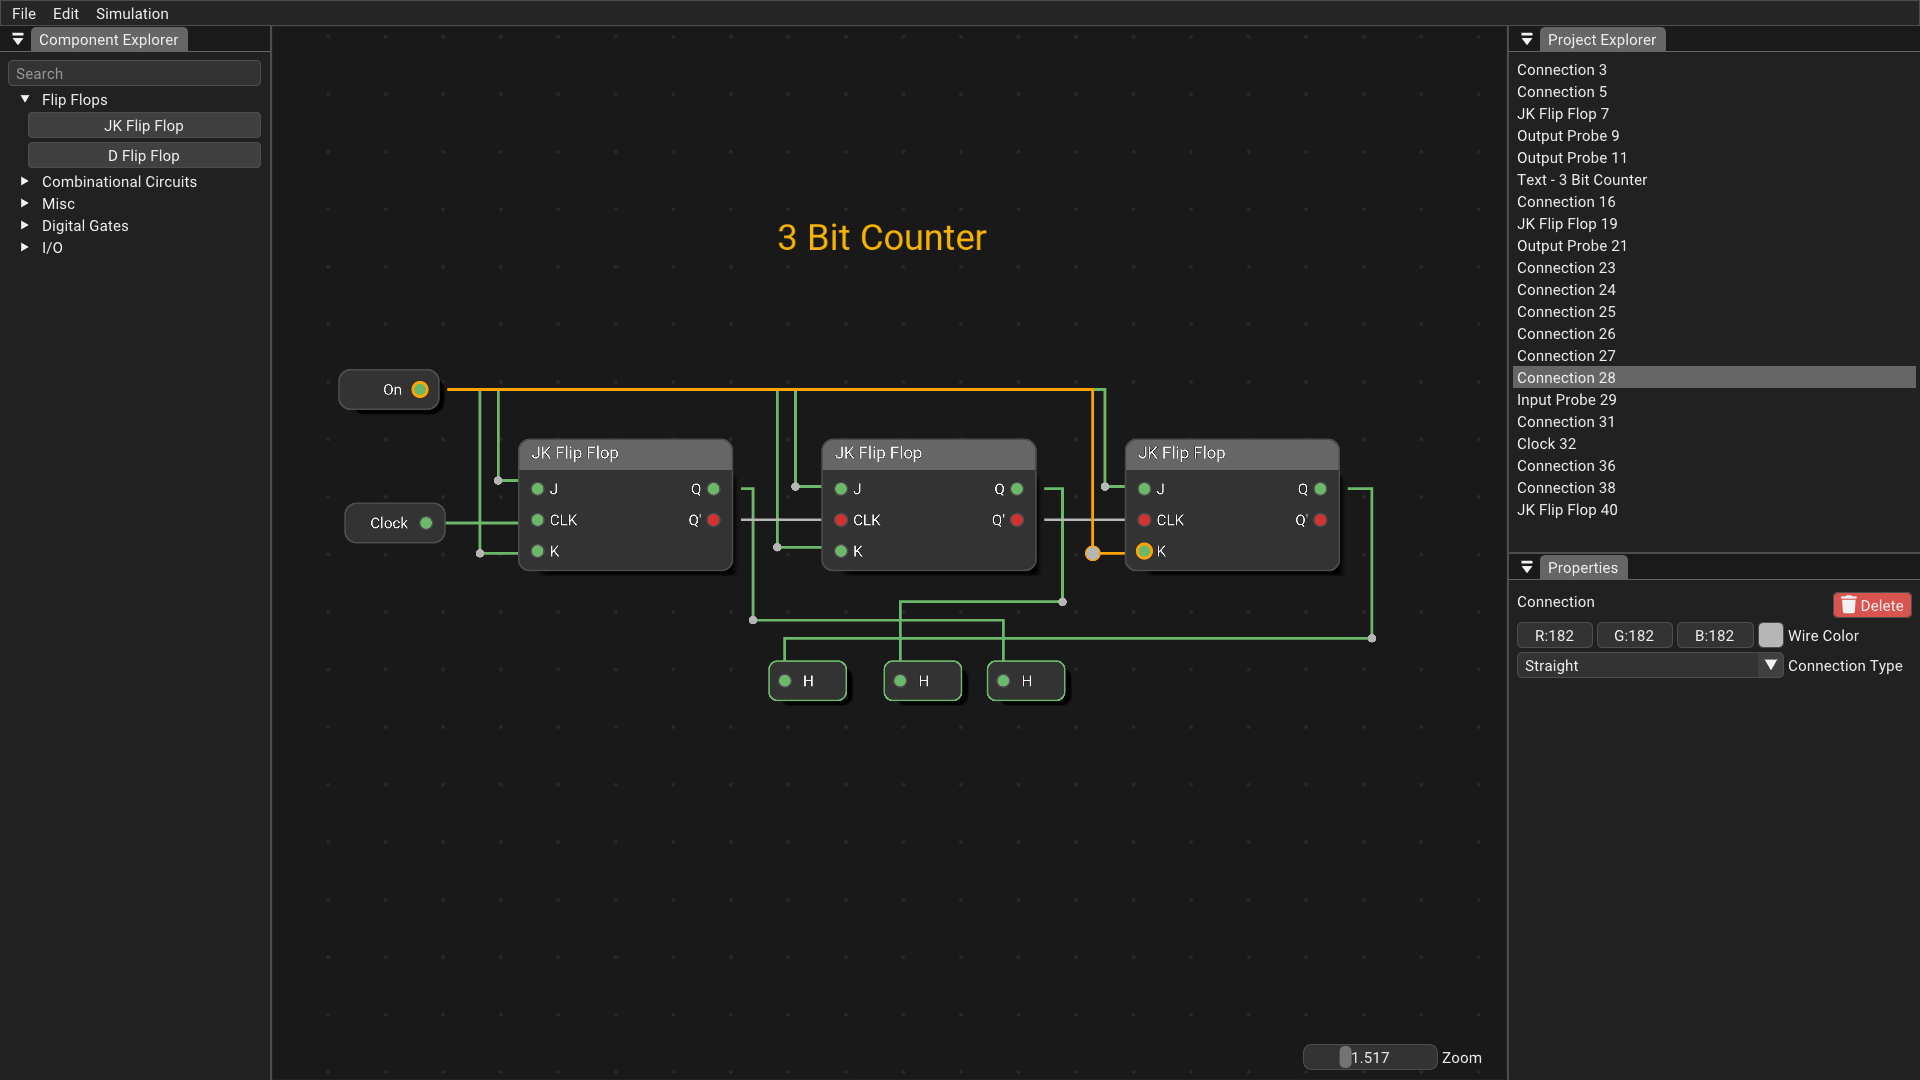 File Edit Simulation
Component Explorer
Search
Flip Flops
JK Flip Flop
D Flip Flop
Combinational Circuits
Misc
Digital Gates
I/O
3 Bit Counter
On
Clock
JK Flip Flop
J Q
CLK Q'
K
JK Flip Flop
J Q
CLK Q'
K
JK Flip Flop
J Q
CLK Q'
K
H
H
H
1.517 Zoom
Project Explorer
Connection 3
Connection 5
JK Flip Flop 7
Output Probe 9
Output Probe 11
Text - 3 Bit Counter
Connection 16
JK Flip Flop 19
Output Probe 21
Connection 23
Connection 24
Connection 25
Connection 26
Connection 27
Connection 28
Input Probe 29
Connection 31
Clock 32
Connection 36
Connection 38
JK Flip Flop 40
Properties
Connection
Delete
R:182 G:182 B:182 Wire Color
Straight Connection Type